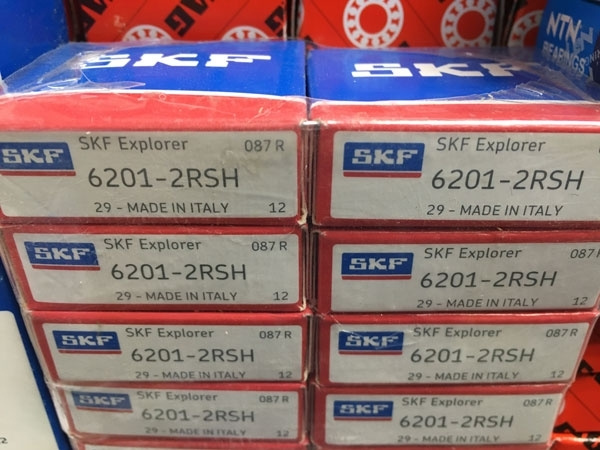 FAG
NTN
BEARINGS
SKF
SKF
SKF SKF Explorer 087 R
6201-2RSH
29 - MADE IN ITALY 12
SKF SKF Explorer
6201-2RSH
29 - MADE IN ITALY
SKF SKF Explorer 087 R
6201-2RSH
29 - MADE IN ITALY 12
SKF SKF Explorer 087
6201-2RSH
29 - MADE IN ITALY 12
SKF SKF Explorer 087 R
6201-2RSH
29 - MADE IN ITALY 12
SKF SKF Explorer 087 R
6201-2RSH
29 - MADE IN ITALY 12
SKF SKF Explorer 087 R
6201-2RSH
29 - MADE IN ITALY 12
SKF SKF Explorer 087 R
6201-2RSH
29 - MADE IN ITALY 12